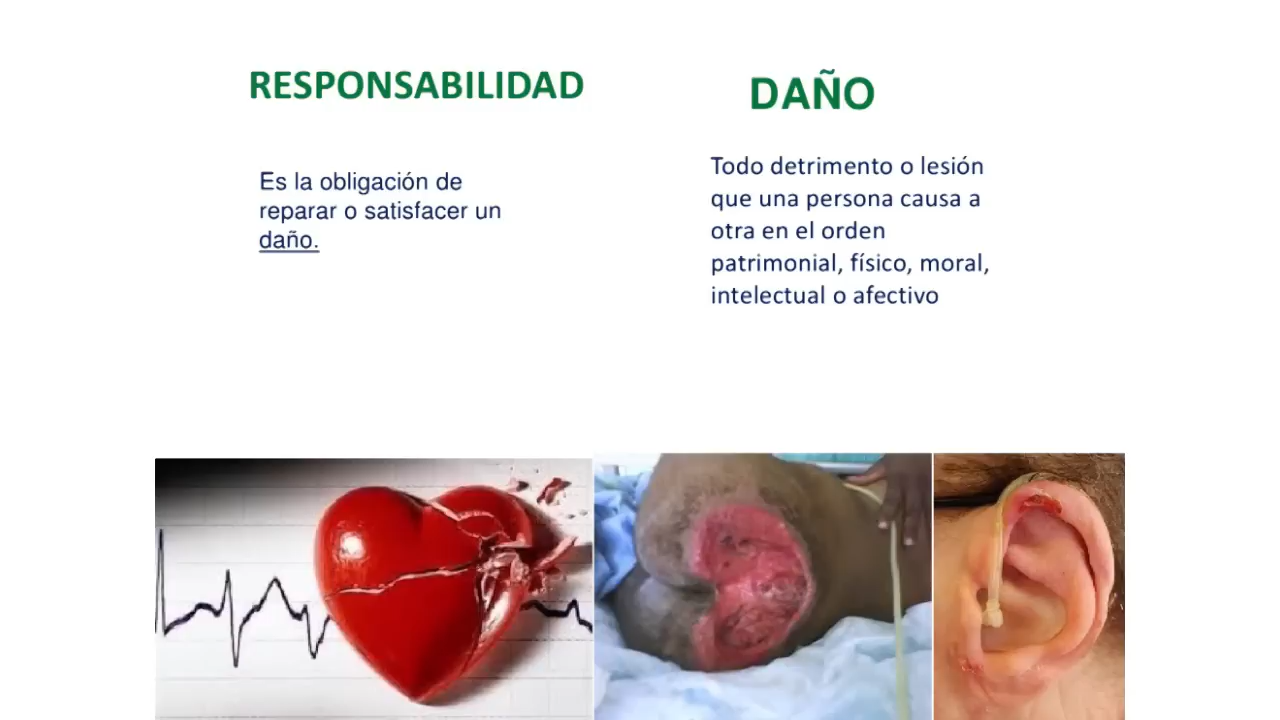 RESPONSABILIDAD
Es la obligación de
reparar o satisfacer un
daño.
DAÑO
Todo detrimento o lesión
que una persona causa a
otra en el orden
patrimonial, físico, moral,
intelectual o afectivo